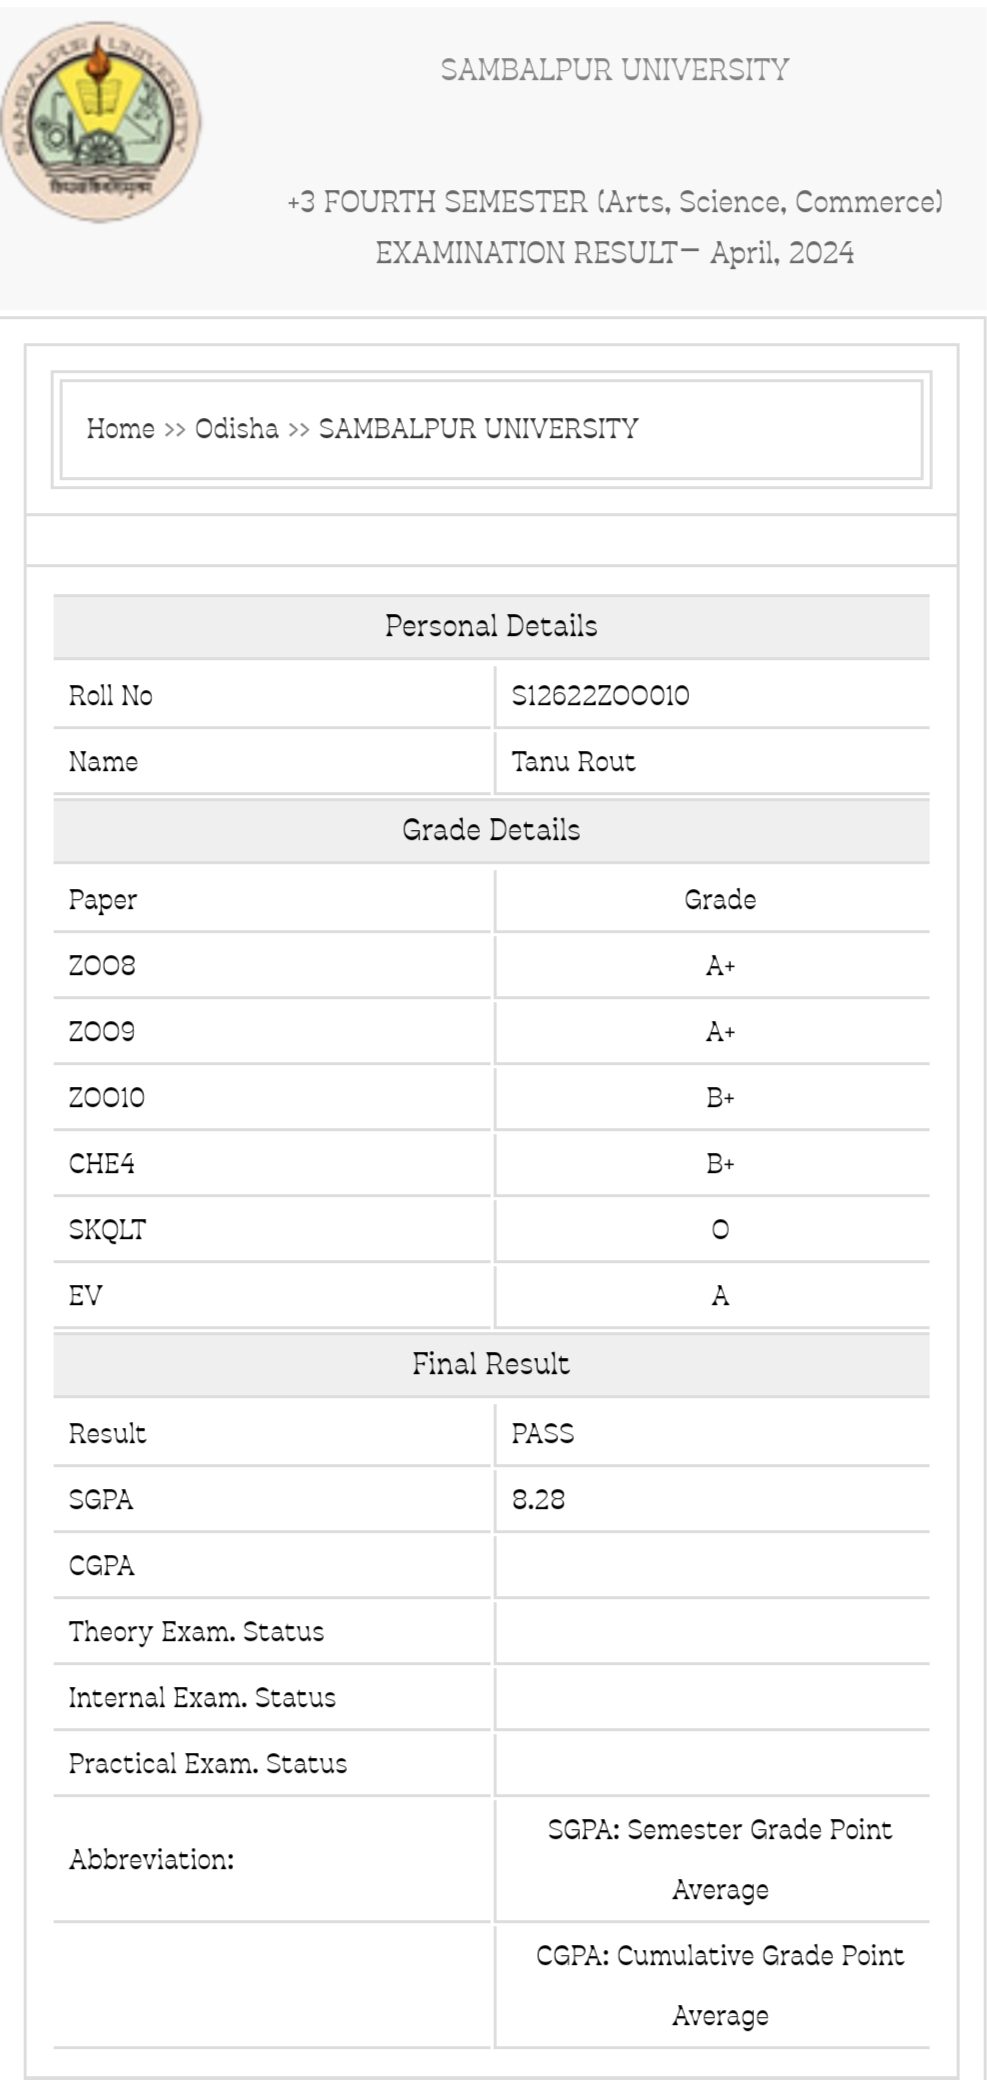 SAMBALPUR UNIVERSITY
SAMBALPUR UNIVERSITY
+3 FOURTH SEMESTER (Arts, Science, Commerce)
EXAMINATION RESULT— April, 2024
Home >> Odisha >> SAMBALPUR UNIVERSITY
Personal Details
Roll No S12622ZOO010
Name Tanu Rout
Grade Details
Paper Grade
ZOO8 A+
ZOO9 A+
ZOO10 B+
CHE4 B+
SKQLT O
EV A
Final Result
Result PASS
SGPA 8.28
CGPA
Theory Exam. Status
Internal Exam. Status
Practical Exam. Status
Abbreviation: SGPA: Semester Grade Point
Average
CGPA: Cumulative Grade Point
Average